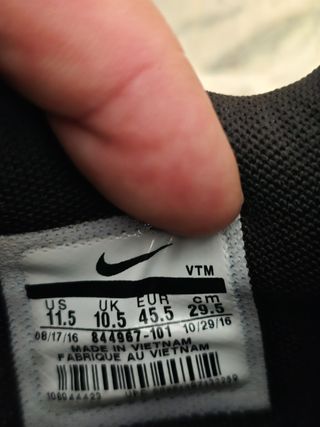 VTM
US UK EUR cm
11.5 10.5 45.5 29.5
08/17/16 844967-101 10/29/16
MADE IN VIETNAM
FABRIQUE AU VIETNAM